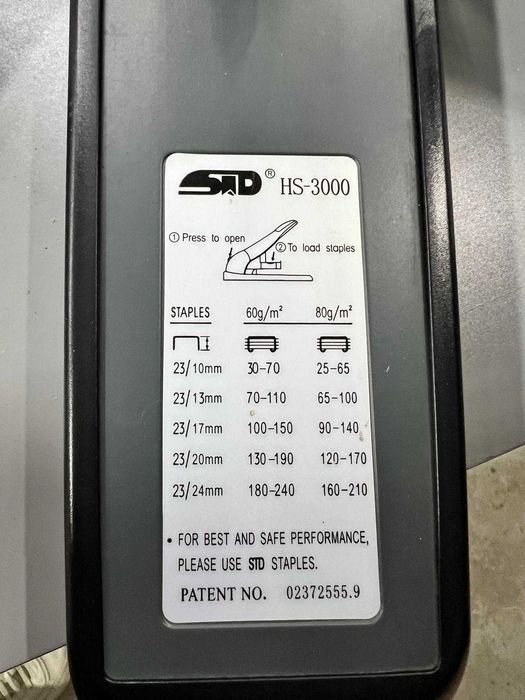 STD® HS-3000
① Press to open ② To load staples
STAPLES 60g/m² 80g/m²
23/10mm 30-70 25-65
23/13mm 70-110 65-100
23/17mm 100-150 90-140
23/20mm 130-190 120-170
23/24mm 180-240 160-210
• FOR BEST AND SAFE PERFORMANCE,
PLEASE USE STD STAPLES.
PATENT NO. 02372555.9